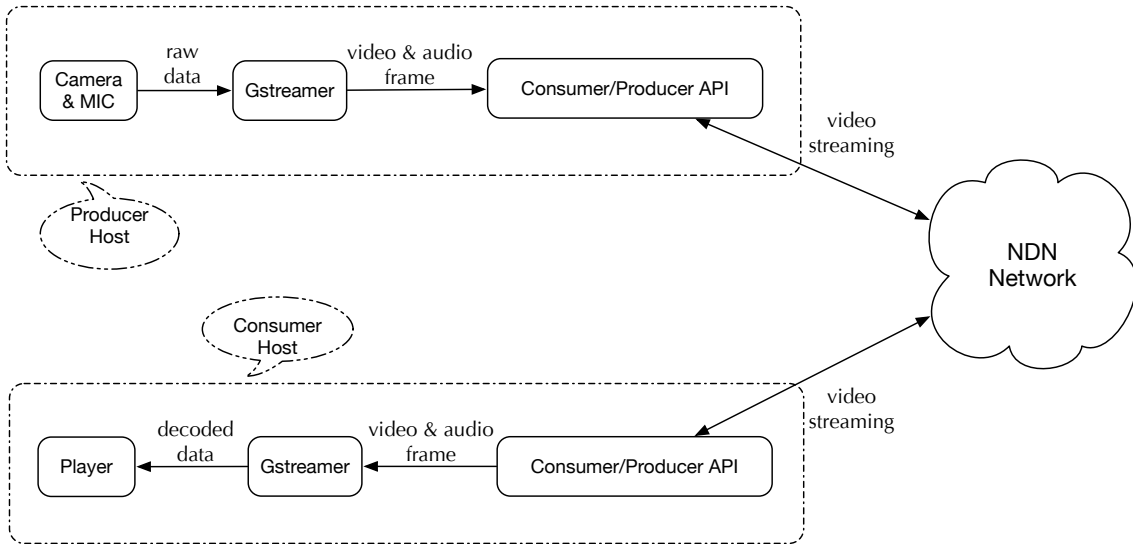 raw
data
video & audio
frame
Camera
& MIC
Gstreamer
Consumer/Producer API
video
streaming
Producer
Host
NDN
Network
Consumer
Host
video
streaming
decoded
data
video & audio
frame
Player
Gstreamer
Consumer/Producer API